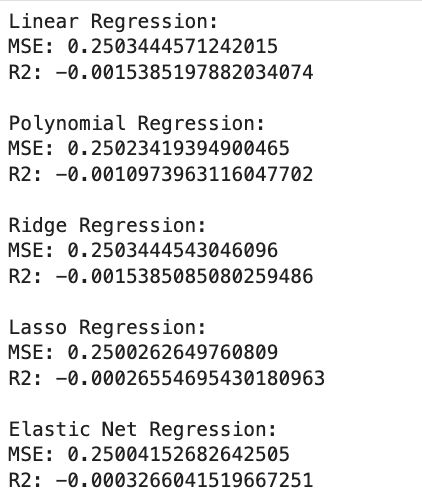 Linear Regression:
MSE: 0.2503444571242015
R2: -0.0015385197882034074
Polynomial Regression:
MSE: 0.25023419394900465
R2: -0.0010973963116047702
Ridge Regression:
MSE: 0.2503444543046096
R2: -0.0015385085080259486
Lasso Regression:
MSE: 0.2500262649760809
R2: -0.00026554695430180963
Elastic Net Regression:
MSE: 0.25004152682642505
R2: -0.0003266041519667251